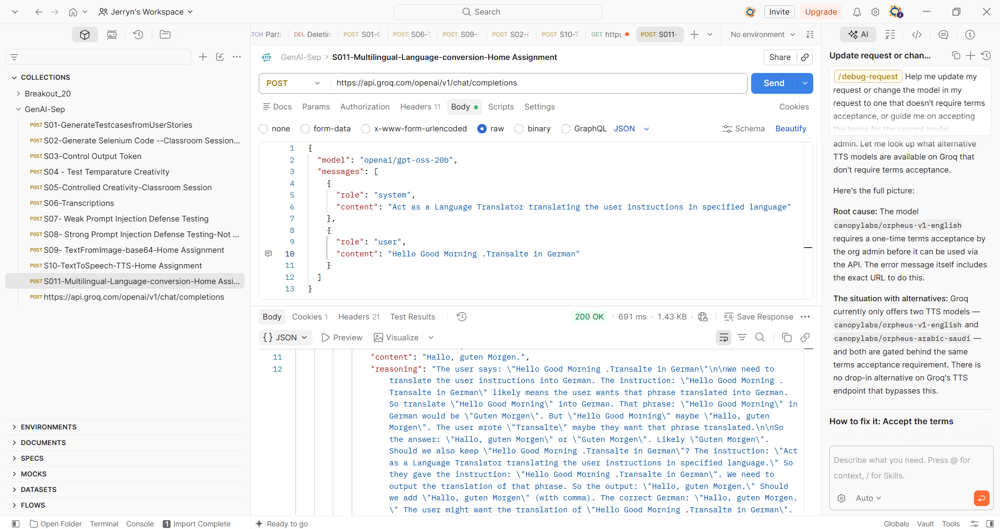 Jerryn's Workspace
Search
Invite
Upgrade
J
Parti
DEL Deletin
POST S01-
POST S06-
POST S09-
POST S02-
POST S10-
GET https
POST S011-
No environment
AI
COLLECTIONS
Breakout_20
GenAI-Sep
POST S01-GenerateTestcasesfromUserStories
POST S02-Generate Selenium Code --Classroom Session...
POST S03-Control Output Token
POST S04 - Test Temparature Creativity
POST S05-Controlled Creativity-Classroom Session
POST S06-Transcriptions
POST S07- Weak Prompt Injection Defense Testing
POST S08- Strong Prompt Injection Defense Testing-Not ...
POST S09- TextFromImage-base64-Home Assignment
POST S10-TextToSpeech-TTS-Home Assignment
POST S011-Multilingual-Language-conversion-Home Assi...
POST https://api.groq.com/openai/v1/chat/completions
ENVIRONMENTS
DOCUMENTS
SPECS
MOCKS
DATASETS
FLOWS
HTTP GenAI-Sep > S011-Multilingual-Language-conversion-Home Assignment
Share
POST https://api.groq.com/openai/v1/chat/completions
Send
Docs Params Authorization Headers 11 Body Scripts Settings Cookies
none form-data x-www-form-urlencoded raw binary GraphQL JSON Schema Beautify
1 {
2 "model": "openai/gpt-oss-20b",
3 "messages": [
4 {
5 "role": "system",
6 "content": "Act as a Language Translator translating the user instructions in specified language"
7 },
8 {
9 "role": "user",
10 "content": "Hello Good Morning .Transalte in German"
11 }
12 ]
13 }
Body Cookies 1 Headers 21 Test Results
200 OK • 691 ms • 1.43 KB •
e.g. Save Response
{} JSON Preview Visualize
11 "content": "Hallo, guten Morgen.",
12 "reasoning": "The user says: \"Hello Good Morning .Transalte in German\"\n\nWe need to
translate the user instructions into German. The instruction: \"Hello Good Morning .
Transalte in German\" likely means the user wants that phrase translated into German.
So translate \"Hello Good Morning\" into German. That phrase: \"Hello Good Morning\" in
German would be \"Guten Morgen\". But \"Hello Good Morning\" maybe \"Hallo, guten
Morgen\". The user wrote \"Transalte\" maybe they want that phrase translated.\n\nSo
the answer: \"Hallo, guten Morgen\" or \"Guten Morgen\". Likely \"Guten Morgen\".
Should we also keep \"Hello Good Morning .Transalte in German\"? The instruction: \"Act
as a Language Translator translating the user instructions in specified language.\" So
they gave the instruction: \"Hello Good Morning .Transalte in German\". We need to
output the translation of that phrase. So the output: \"Hallo, guten Morgen.\" Should
we add \"Hallo, guten Morgen\" (with comma). The correct German: \"Hallo, guten Morgen.
\" The user might want the translation of \"Hello Good Morning .Transalte in German\".
Update request or chan...
/debug-request Help me update my
request or change the model in my
request to one that doesn't require terms
acceptance, or guide me on accepting
the terms for the current model.
admin. Let me look up what alternative
TTS models are available on Groq that
don't require terms acceptance.
Here's the full picture:
Root cause: The model
canopylabs/orpheus-v1-english
requires a one-time terms acceptance by
the org admin before it can be used via
the API. The error message itself includes
the exact URL to do this.
The situation with alternatives: Groq
currently only offers two TTS models —
canopylabs/orpheus-v1-english and
canopylabs/orpheus-arabic-saudi —
and both are gated behind the same
terms acceptance requirement. There is
no drop-in alternative on Groq's TTS
endpoint that bypasses this.
How to fix it: Accept the terms
Describe what you need. Press @ for
context, / for Skills.
Auto
Open Folder Terminal Console 1 Import Complete Ready to go Globals Vault Tools